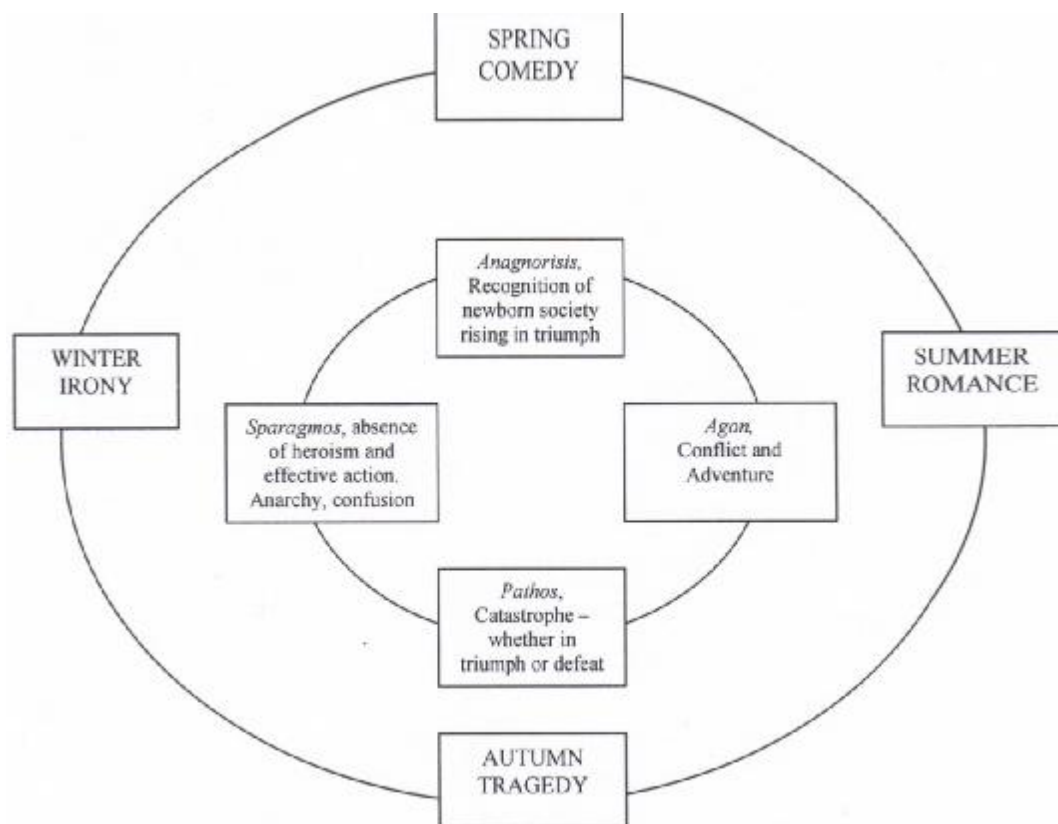 SPRING
COMEDY
Anagnorisis,
Recognition of
newborn society
rising in triumph
WINTER
IRONY
SUMMER
ROMANCE
Sparagmos, absence
of heroism and
effective action.
Anarchy, confusion
Agon,
Conflict and
Adventure
Pathos,
Catastrophe –
whether in
triumph or defeat
AUTUMN
TRAGEDY